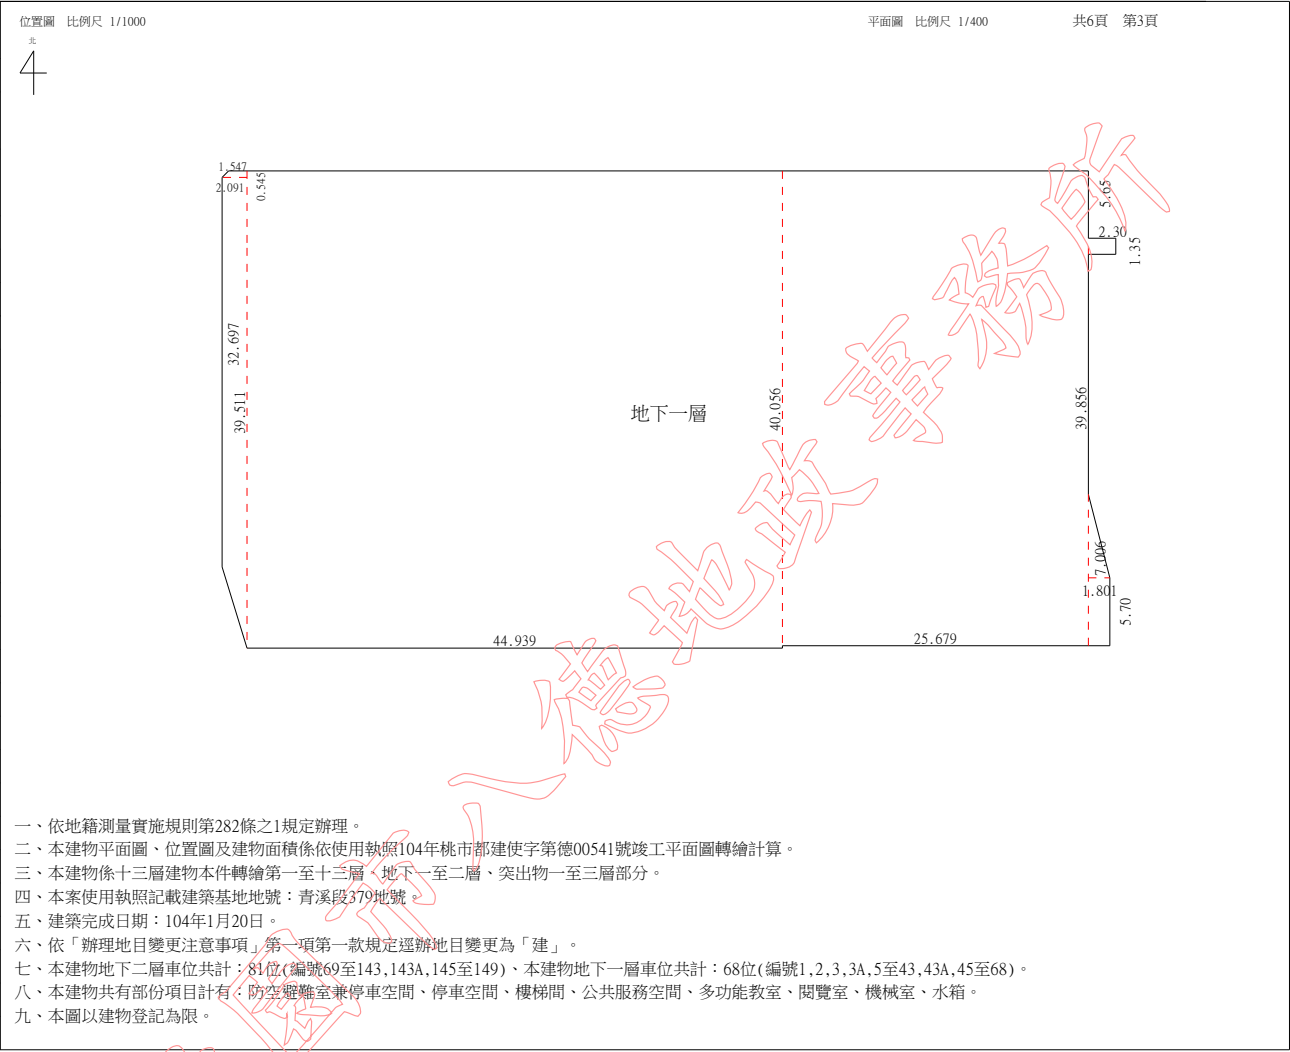 位置圖 比例尺 1/1000
平面圖 比例尺 1/400
共6頁 第3頁
北
1.547
2.091
0.545
5.65
2.30
1.35
32.697
39.511
地下一層
40.056
39.856
7.006
1.801
5.70
44.939
25.679
一、依地籍測量實施規則第282條之1規定辦理。
二、本建物平面圖、位置圖及建物面積係依使用執照104年桃市都建使字第德00541號竣工平面圖轉繪計算。
三、本建物係十三層建物本件轉繪第一至十三層、地下一至二層、突出物一至三層部分。
四、本案使用執照記載建築基地地號：青溪段379地號。
五、建築完成日期：104年1月20日。
六、依「辦理地目變更注意事項」第一項第一款規定逕辦地目變更為「建」。
七、本建物地下二層車位共計：81位(編號69至143,143A,145至149)、本建物地下一層車位共計：68位(編號1,2,3,3A,5至43,43A,45至68)。
八、本建物共有部份項目計有：防空避難室兼停車空間、停車空間、樓梯間、公共服務空間、多功能教室、閱覽室、機械室、水箱。
九、本圖以建物登記為限。
園市八德地政事務所